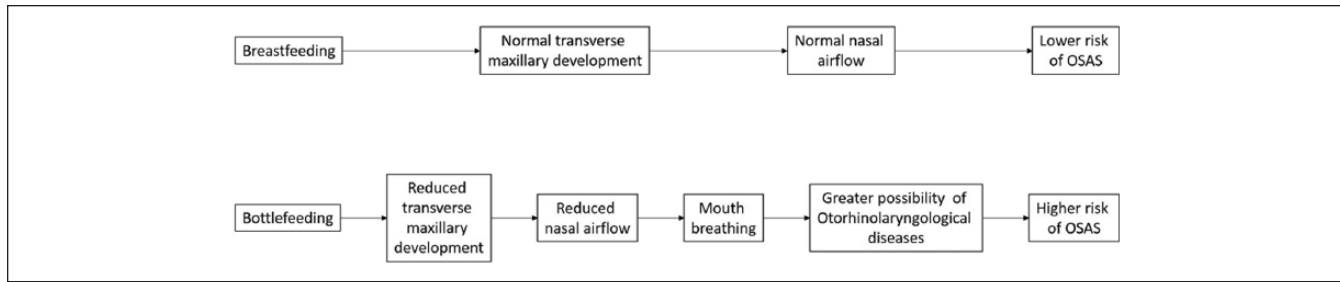 Breastfeeding
Normal transverse
maxillary development
Normal nasal
airflow
Lower risk
of OSAS
Bottlefeeding
Reduced
transverse
maxillary
development
Reduced
nasal airflow
Mouth
breathing
Greater possibility of
Otorhinolaryngological
diseases
Higher risk
of OSAS